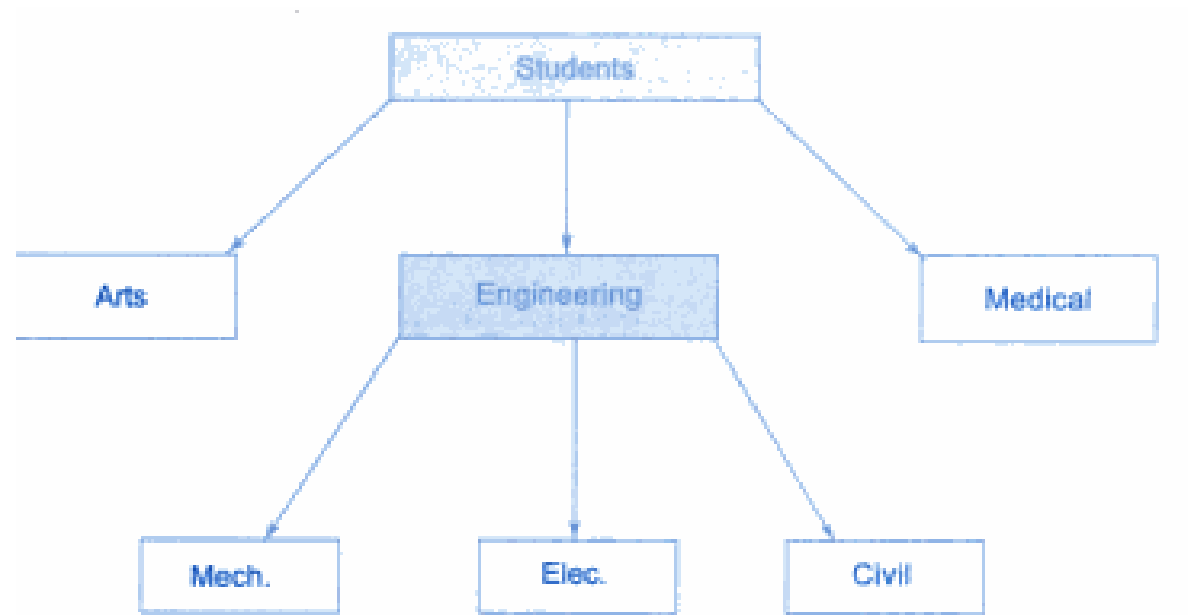 Students
Arts
Engineering
Medical
Mech.
Elec.
Civil